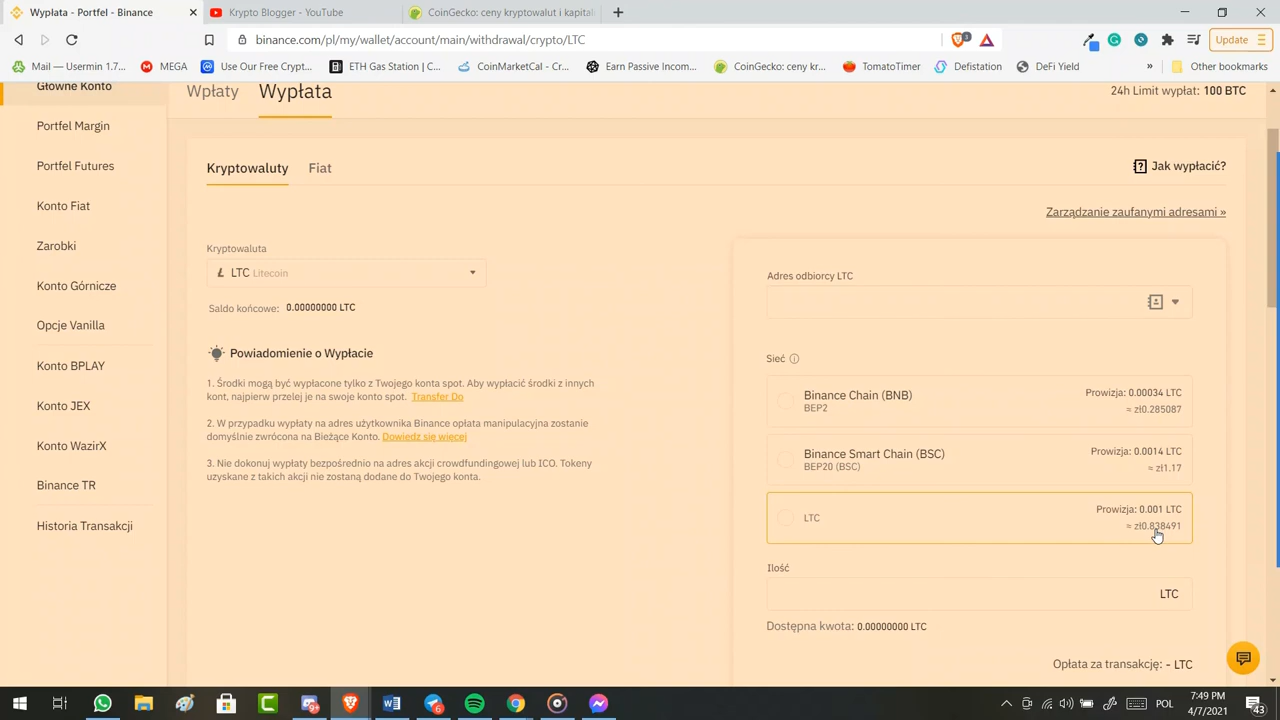 Wypłata - Portfel - Binance
Krypto Blogger - YouTube
CoinGecko: ceny kryptowalut i kapital
binance.com/pl/my/wallet/account/main/withdrawal/crypto/LTC
3
Update
Mail — Usermin 1.7...
MEGA
Use Our Free Crypt...
ETH Gas Station | C...
CoinMarketCal - Cr...
Earn Passive Incom...
CoinGecko: ceny kr...
TomatoTimer
Defistation
DeFi Yield
»
Other bookmarks
Główne Konto
Portfel Margin
Portfel Futures
Konto Fiat
Zarobki
Konto Górnicze
Opcje Vanilla
Konto BPLAY
Konto JEX
Konto WazirX
Binance TR
Historia Transakcji
Wpłaty
Wypłata
24h Limit wypłat: 100 BTC
Kryptowaluty
Fiat
Jak wypłacić?
Zarządzanie zaufanymi adresami »
Kryptowaluta
LTC Litecoin
Saldo końcowe: 0.00000000 LTC
Powiadomienie o Wypłacie
1. Środki mogą być wypłacone tylko z Twojego konta spot. Aby wypłacić środki z innych
kont, najpierw przelej je na swoje konto spot. Transfer Do
2. W przypadku wypłaty na adres użytkownika Binance opłata manipulacyjna zostanie
domyślnie zwrócona na Bieżące Konto. Dowiedz się więcej
3. Nie dokonuj wypłaty bezpośrednio na adres akcji crowdfundingowej lub ICO. Tokeny
uzyskane z takich akcji nie zostaną dodane do Twojego konta.
Adres odbiorcy LTC
Sieć
Binance Chain (BNB)
BEP2
Prowizja: 0.00034 LTC
≈ zł0.285087
Binance Smart Chain (BSC)
BEP20 (BSC)
Prowizja: 0.0014 LTC
≈ zł1.17
LTC
Prowizja: 0.001 LTC
≈ zł0.838491
Ilość
LTC
Dostępna kwota: 0.00000000 LTC
Opłata za transakcję: - LTC
POL
7:49 PM
4/7/2021
43